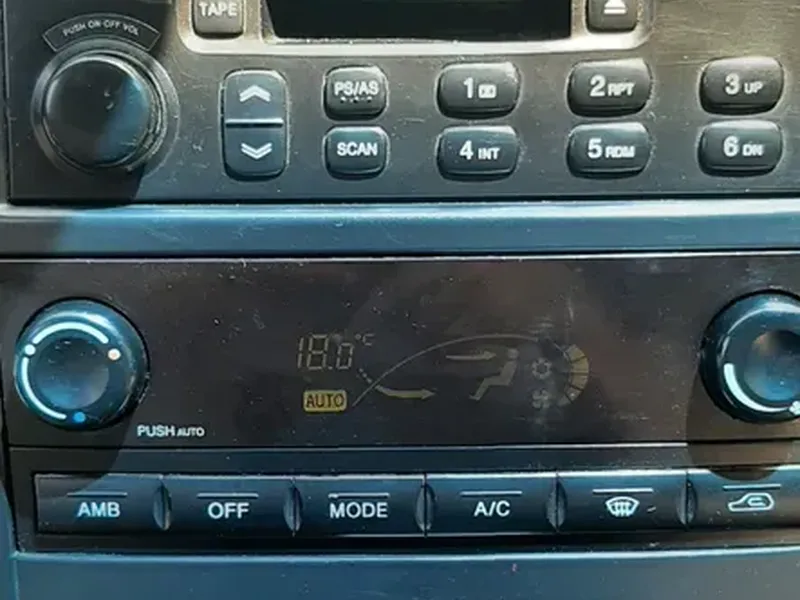 TAPE
PUSH ON·OFF VOL
PS/AS 1 2 RPT 3 UP
SCAN 4 INT 5 RDM 6 DN
18.0°C
AUTO
PUSH AUTO
AMB OFF MODE A/C